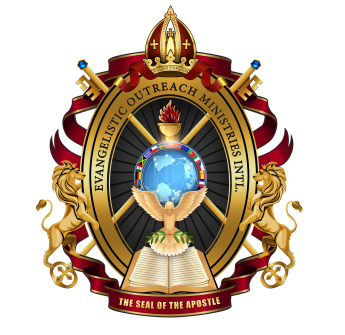 EVANGELISTIC OUTREACH MINISTRIES INTL.
THE SEAL OF THE APOSTLE